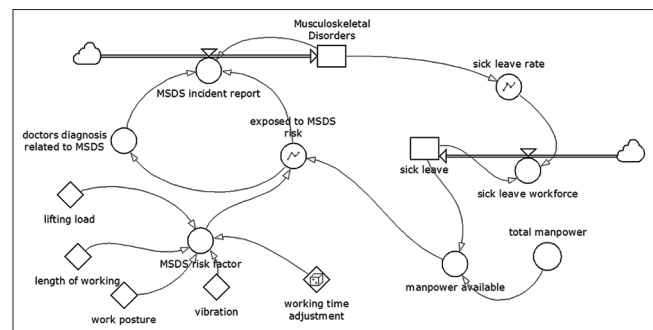 Musculoskeletal
Disorders
sick leave rate
MSDS incident report
exposed to MSDS
risk
doctors diagnosis
related to MSDS
sick leave
sick leave workforce
lifting load
total manpower
MSDS risk factor
length of working
manpower available
work posture
vibration
working time
adjustment